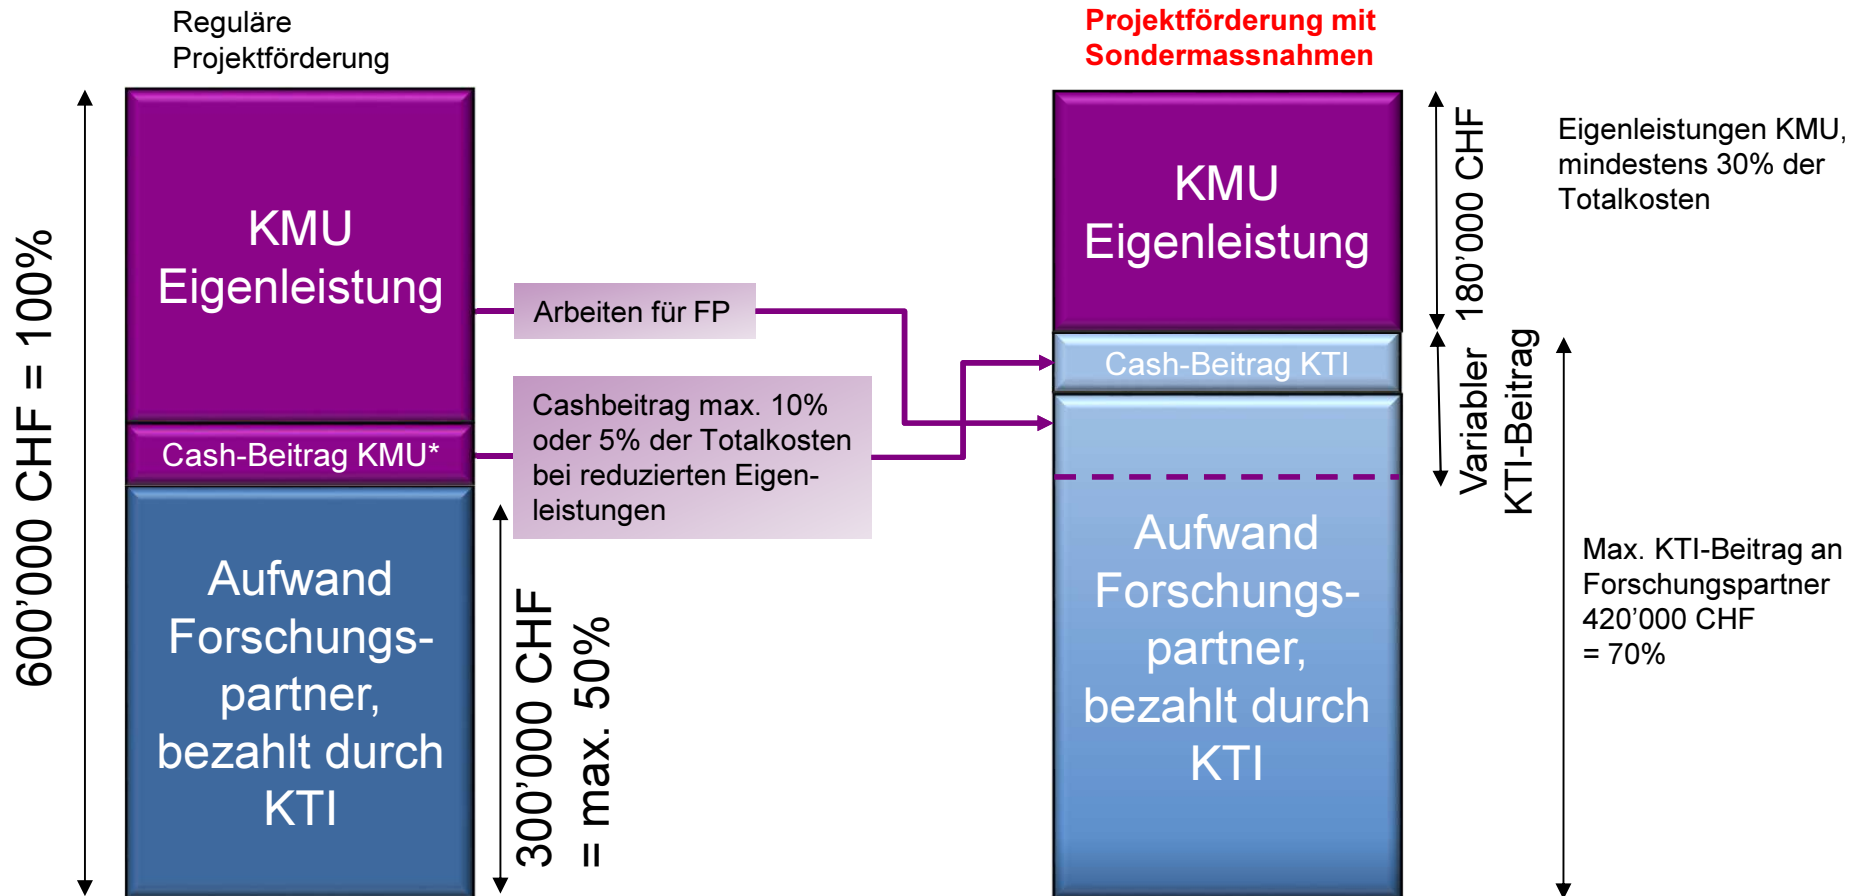 Reguläre
Projektförderung
600’000 CHF = 100%
KMU
Eigenleistung
Cash-Beitrag KMU*
Aufwand
Forschungs-
partner,
bezahlt durch
KTI
300’000 CHF
= max. 50%
Arbeiten für FP
Cashbeitrag max. 10%
oder 5% der Totalkosten
bei reduzierten Eigen-
leistungen
Projektförderung mit
Sondermassnahmen
KMU
Eigenleistung
Cash-Beitrag KTI
Aufwand
Forschungs-
partner,
bezahlt durch
KTI
180’000 CHF
Variabler
KTI-Beitrag
Eigenleistungen KMU,
mindestens 30% der
Totalkosten
Max. KTI-Beitrag an
Forschungspartner
420’000 CHF
= 70%